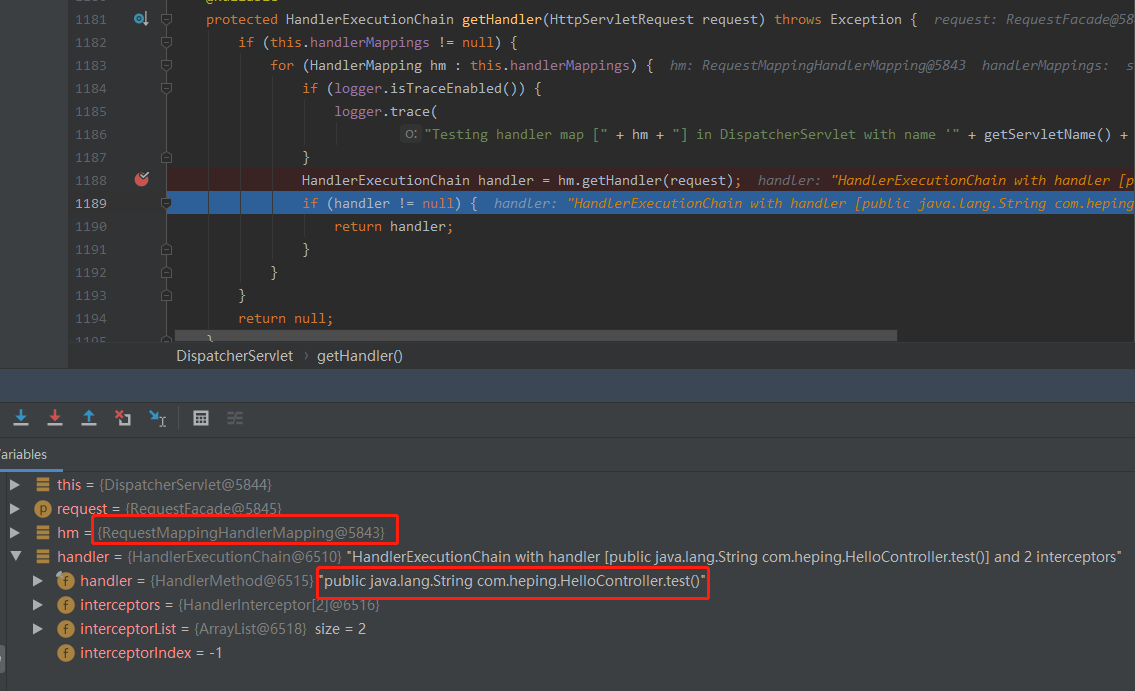 1181 protected HandlerExecutionChain getHandler(HttpServletRequest request) throws Exception { request: RequestFacade@58
1182 if (this.handlerMappings != null) {
1183 for (HandlerMapping hm : this.handlerMappings) { hm: RequestMappingHandlerMapping@5843 handlerMappings: s
1184 if (logger.isTraceEnabled()) {
1185 logger.trace(
1186 o: "Testing handler map [" + hm + "] in DispatcherServlet with name '" + getServletName() +
1187 }
1188 HandlerExecutionChain handler = hm.getHandler(request); handler: "HandlerExecutionChain with handler [p
1189 if (handler != null) { handler: "HandlerExecutionChain with handler [public java.lang.String com.heping
1190 return handler;
1191 }
1192 }
1193 }
1194 return null;
1195 }
DispatcherServlet › getHandler()
ariables
this = {DispatcherServlet@5844}
p request = {RequestFacade@5845}
hm = {RequestMappingHandlerMapping@5843}
handler = {HandlerExecutionChain@6510} "HandlerExecutionChain with handler [public java.lang.String com.heping.HelloController.test()] and 2 interceptors"
f handler = {HandlerMethod@6515} "public java.lang.String com.heping.HelloController.test()"
f interceptors = {HandlerInterceptor[2]@6516}
f interceptorList = {ArrayList@6518} size = 2
f interceptorIndex = -1